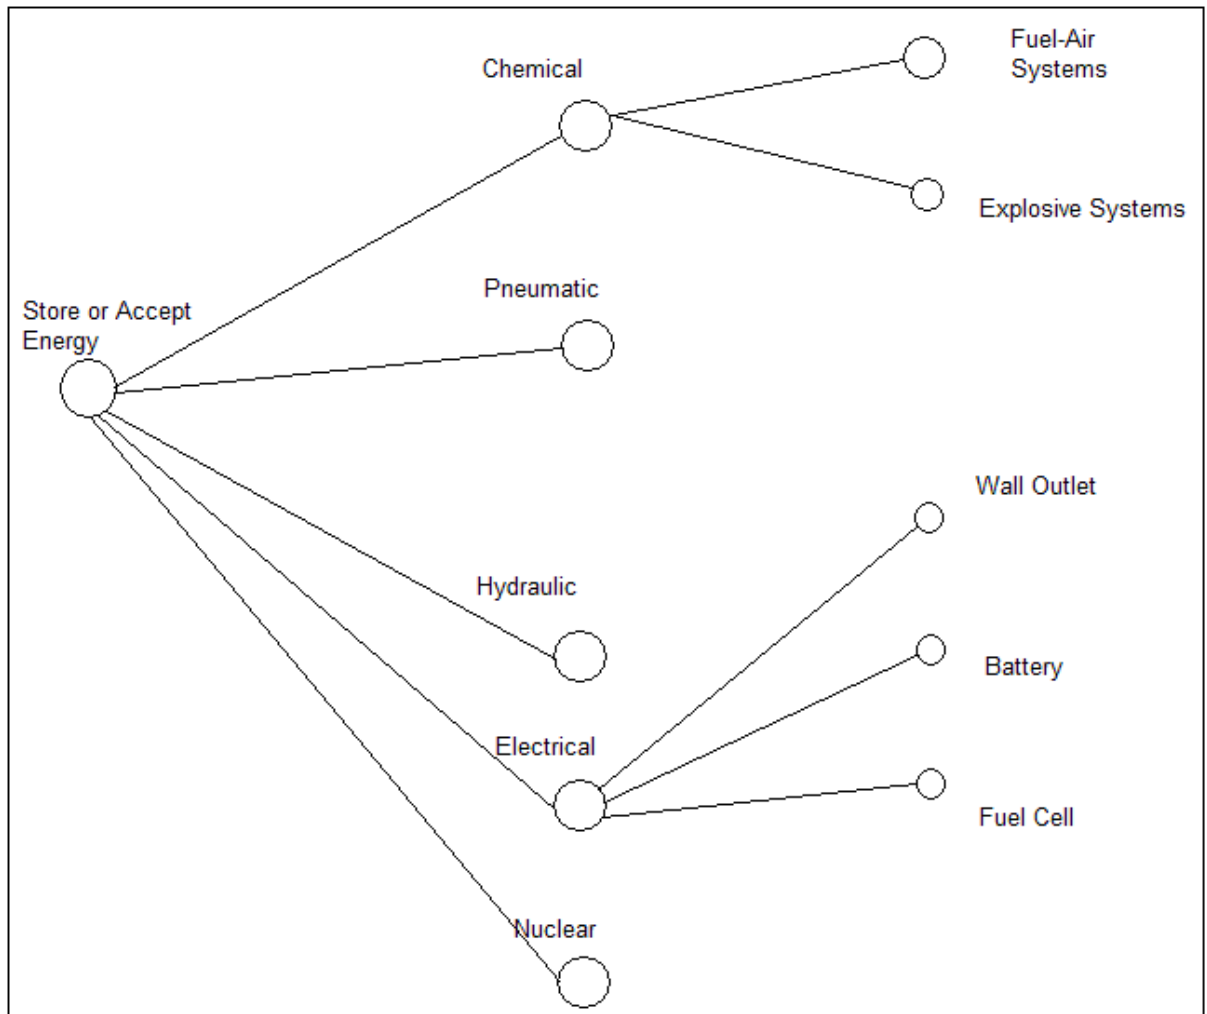 Fuel-Air
Systems
Chemical
Explosive Systems
Pneumatic
Store or Accept
Energy
Wall Outlet
Hydraulic
Battery
Electrical
Fuel Cell
Nuclear